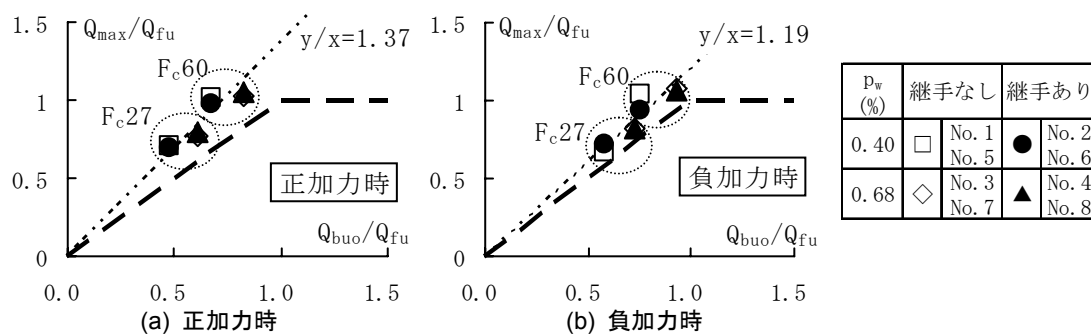 Qmax/Qfu
y/x=1.37
1.5
Fc60
1
Fc27
0.5
正加力時
Qbuo/Qfu
0
0.0
0.5
1.0
1.5
(a) 正加力時
Qmax/Qfu
y/x=1.19
1.5
Fc60
1
Fc27
0.5
負加力時
Qbuo/Qfu
0
0.0
0.5
1.0
1.5
(b) 負加力時
pw (%) 継手なし 継手あり
0.40 □ No.1 No.5 ● No.2 No.6
0.68 ◇ No.3 No.7 ▲ No.4 No.8